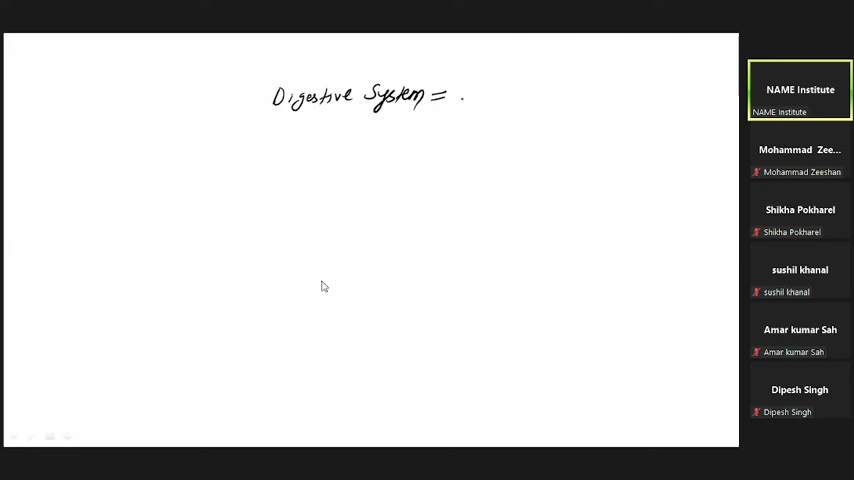 Digestive System = .
NAME Institute
NAME Institute
Mohammad Zee...
Mohammad Zeeshan
Shikha Pokharel
Shikha Pokharel
sushil khanal
sushil khanal
Amar kumar Sah
Amar kumar Sah
Dipesh Singh
Dipesh Singh